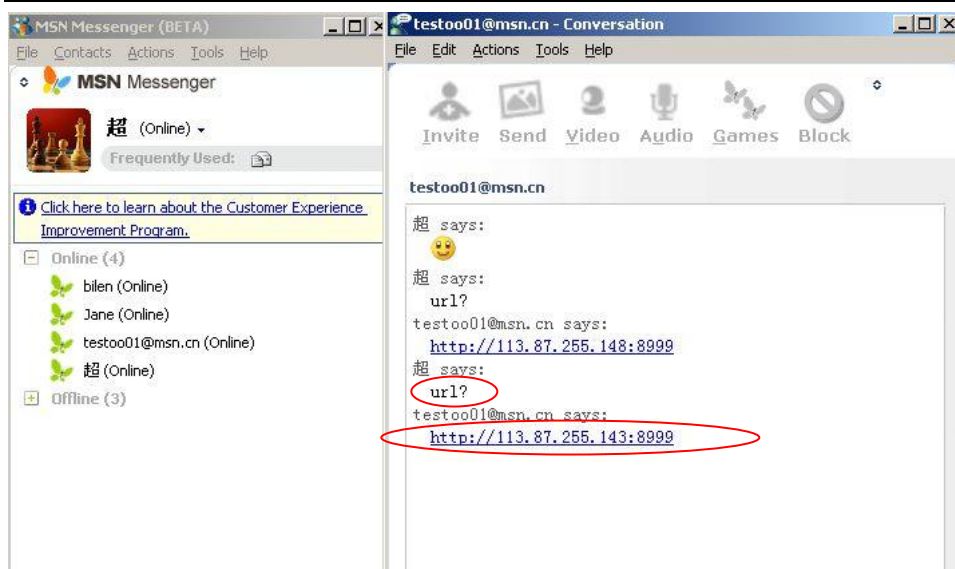 MSN Messenger (BETA)
File Contacts Actions Tools Help
MSN Messenger
超 (Online)
Frequently Used:
Click here to learn about the Customer Experience
Improvement Program.
Online (4)
bilen (Online)
Jane (Online)
testoo01@msn.cn (Online)
超 (Online)
Offline (3)
testoo01@msn.cn - Conversation
File Edit Actions Tools Help
Invite Send Video Audio Games Block
testoo01@msn.cn
超 says:
超 says:
url?
testoo01@msn.cn says:
http://113.87.255.148:8999
超 says:
url?
testoo01@msn.cn says:
http://113.87.255.143:8999